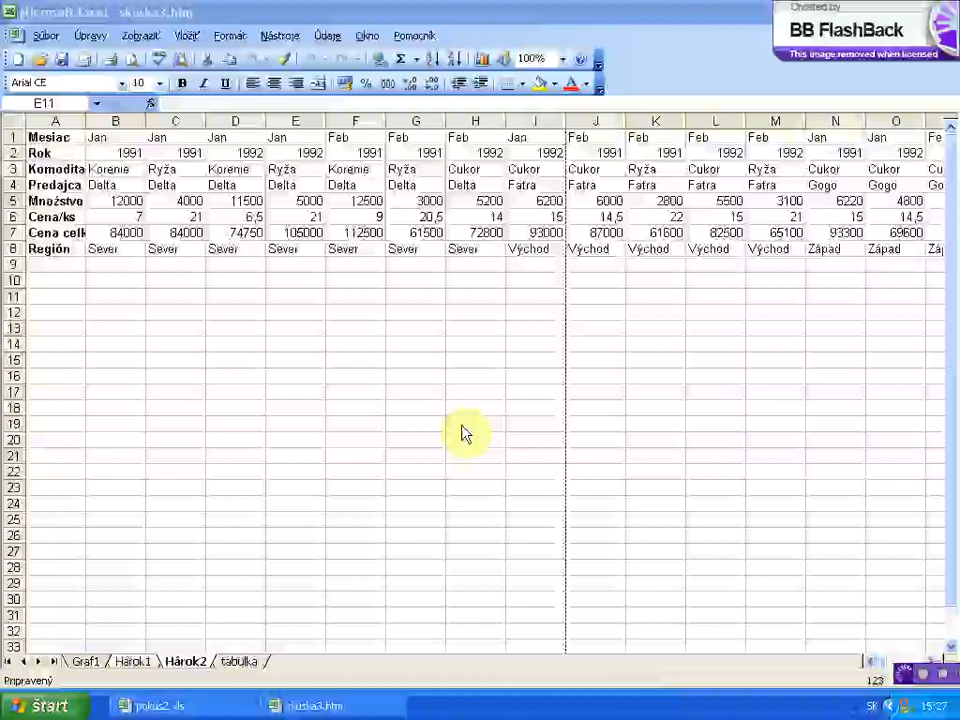 Microsoft Excel - skuska3.htm
Created by
BB FlashBack
This image removed when licensed
Súbor Úpravy Zobraziť Vložiť Formát Nástroje Údaje Okno Pomocník
100%
Arial CE 10 B I U
E11 fx
A B C D E F G H I J K L M N O
1 Mesiac Jan Jan Jan Jan Feb Feb Feb Jan Feb Feb Feb Feb Jan Jan Fe
2 Rok 1991 1991 1992 1992 1991 1991 1992 1992 1991 1991 1992 1992 1991 1992
3 Komodita Korenie Ryža Korenie Ryža Korenie Ryža Cukor Cukor Cukor Ryža Cukor Ryža Cukor Cukor Cu
4 Predajca Delta Delta Delta Delta Delta Delta Delta Fatra Fatra Fatra Fatra Fatra Gogo Gogo Go
5 Množstvo 12000 4000 11500 5000 12500 3000 5200 6200 6000 2800 5500 3100 6220 4800
6 Cena/ks 7 21 6,5 21 9 20,5 14 15 14,5 22 15 21 15 14,5
7 Cena celk 84000 84000 74750 105000 112500 61500 72800 93000 87000 61600 82500 65100 93300 69600
8 Región Sever Sever Sever Sever Sever Sever Sever Východ Východ Východ Východ Východ Západ Západ Záp
9
10
11
12
13
14
15
16
17
18
19
20
21
22
23
24
25
26
27
28
29
30
31
32
33
Graf1 Hárok1 Hárok2 tabulka
Pripravený 123
štart pokus2.xls skuska3.htm SK 15:27